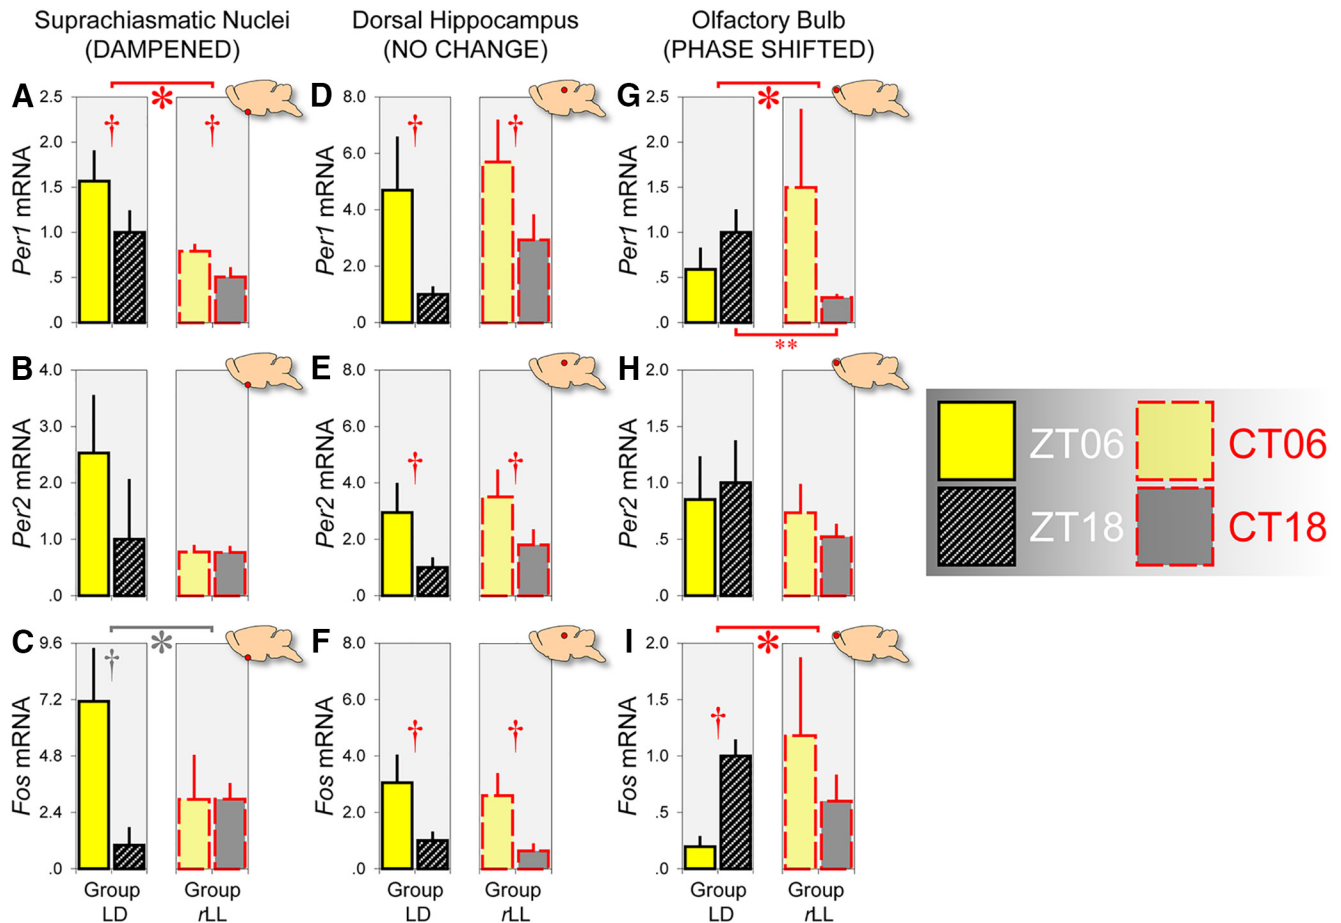 Suprachiasmatic Nuclei
(DAMPENED)
Dorsal Hippocampus
(NO CHANGE)
Olfactory Bulb
(PHASE SHIFTED)
A
Per1 mRNA
2.5
2.0
1.5
1.0
.5
.0
†
*
†
D
Per1 mRNA
8.0
6.0
4.0
2.0
.0
†
†
G
Per1 mRNA
2.5
2.0
1.5
1.0
.5
.0
*
**
B
Per2 mRNA
4.0
3.0
2.0
1.0
.0
E
Per2 mRNA
8.0
6.0
4.0
2.0
.0
†
†
H
Per2 mRNA
2.0
1.5
1.0
.5
.0
ZT06
CT06
ZT18
CT18
C
Fos mRNA
9.6
7.2
4.8
2.4
.0
†
*
Group
LD
Group
rLL
F
Fos mRNA
8.0
6.0
4.0
2.0
.0
†
†
Group
LD
Group
rLL
I
Fos mRNA
2.0
1.5
1.0
.5
.0
†
*
Group
LD
Group
rLL